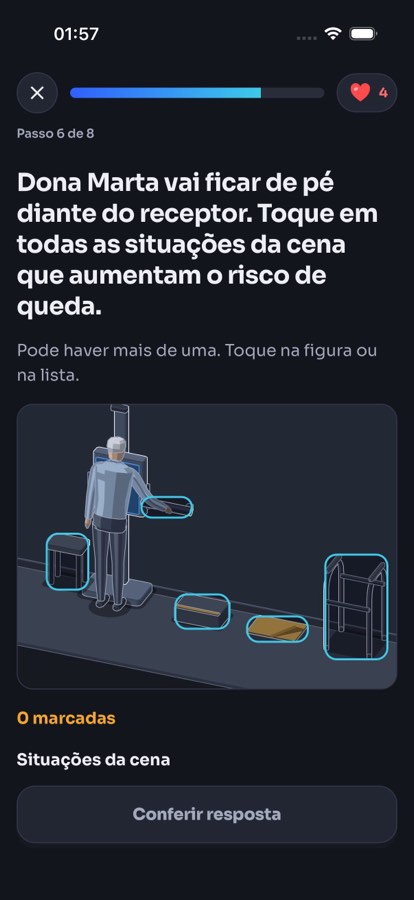 01:57
4
Passo 6 de 8
Dona Marta vai ficar de pé
diante do receptor. Toque em
todas as situações da cena
que aumentam o risco de
queda.
Pode haver mais de uma. Toque na figura ou
na lista.
0 marcadas
Situações da cena
Conferir resposta